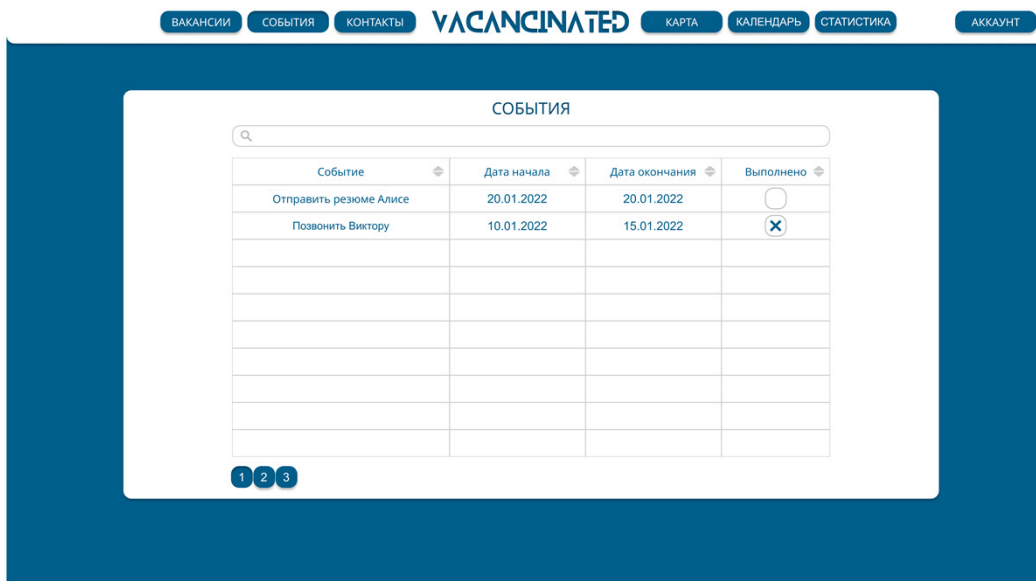 ВАКАНСИИ СОБЫТИЯ КОНТАКТЫ VACANCINATED КАРТА КАЛЕНДАРЬ СТАТИСТИКА АККАУНТ
СОБЫТИЯ
Событие Дата начала Дата окончания Выполнено
Отправить резюме Алисе 20.01.2022 20.01.2022
Позвонить Виктору 10.01.2022 15.01.2022
1 2 3